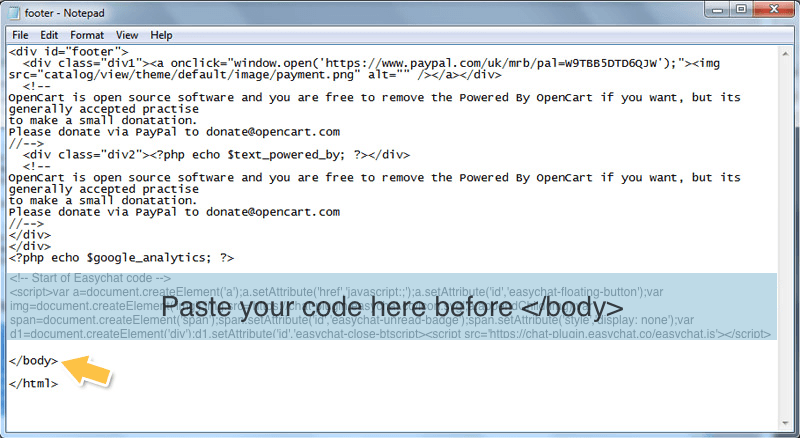 footer - Notepad
File Edit Format View Help
<div id="footer">
<div class="div1"><a onclick="window.open('https://www.paypal.com/uk/mrb/pal=W9TBB5DTD6QJW');"><img
src="catalog/view/theme/default/image/payment.png" alt="" /></a></div>
<!--
OpenCart is open source software and you are free to remove the Powered By OpenCart if you want, but its
generally accepted practise
to make a small donatation.
Please donate via PayPal to donate@opencart.com
//-->
<div class="div2"><?php echo $text_powered_by; ?></div>
<!--
OpenCart is open source software and you are free to remove the Powered By OpenCart if you want, but its
generally accepted practise
to make a small donatation.
Please donate via PayPal to donate@opencart.com
//-->
</div>
</div>
<?php echo $google_analytics; ?>
<!-- Start of Easychat code -->
<script>var a=document.createElement('a');a.setAttribute('href','javascript:;');a.setAttribute('id','easychat-floating-button');var
Paste your code here before </body>
span=document.createElement('span');span.setAttribute('id','easychat-unread-badge');span.setAttribute('style','display: none');var
d1=document.createElement('div');d1.setAttribute('id','easychat-close-btscript><script src='https://chat-plugin.easychat.co/easychat.js'></script>
</body>
</html>